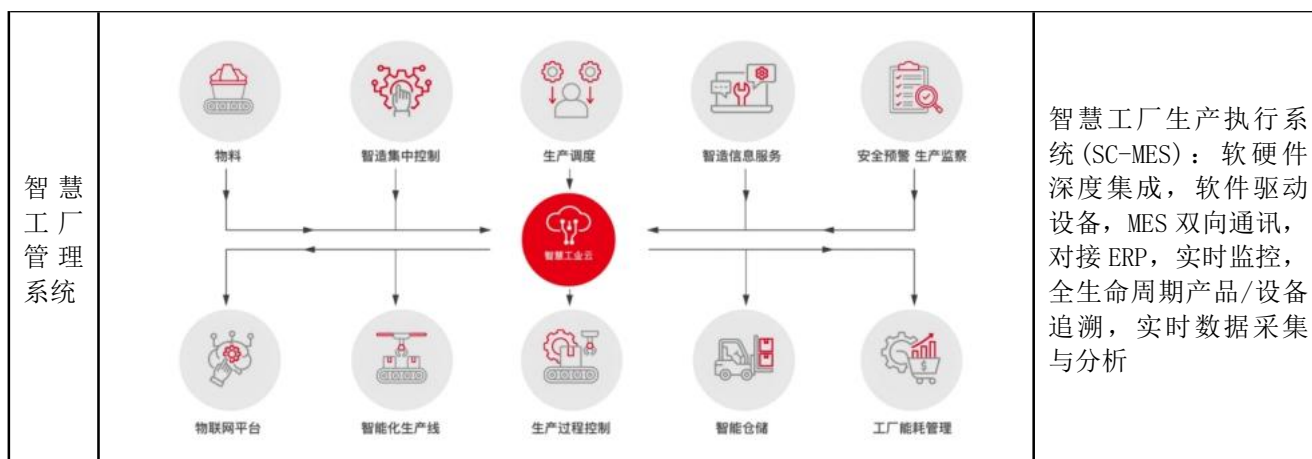 智慧
工厂
管理
系统
物料
智造集中控制
生产调度
智造信息服务
安全预警 生产监察
智慧工业云
物联网平台
智能化生产线
生产过程控制
智能仓储
工厂能耗管理
智慧工厂生产执行系
统(SC-MES)：软硬件
深度集成，软件驱动
设备，MES 双向通讯，
对接 ERP，实时监控，
全生命周期产品/设备
追溯，实时数据采集
与分析